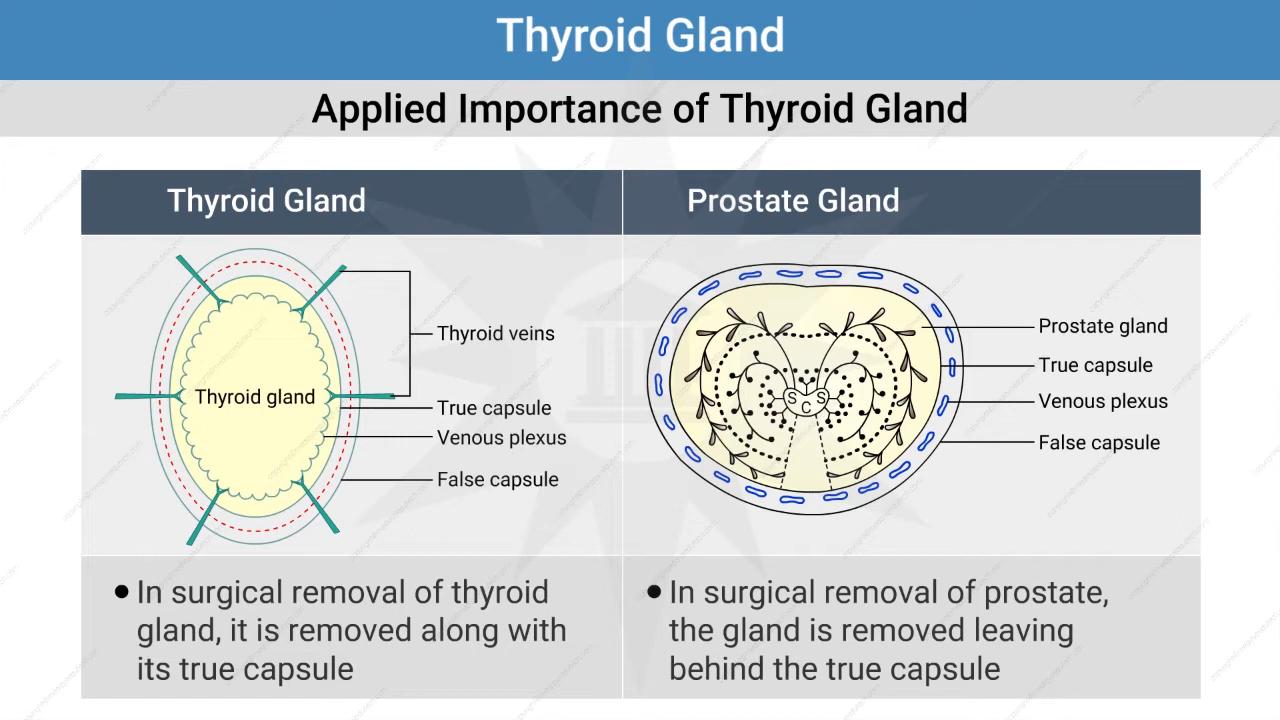 Thyroid Gland
Applied Importance of Thyroid Gland
Thyroid Gland
Prostate Gland
Thyroid veins
Thyroid gland
True capsule
Venous plexus
False capsule
Prostate gland
True capsule
Venous plexus
False capsule
S S
C
• In surgical removal of thyroid
gland, it is removed along with
its true capsule
• In surgical removal of prostate,
the gland is removed leaving
behind the true capsule